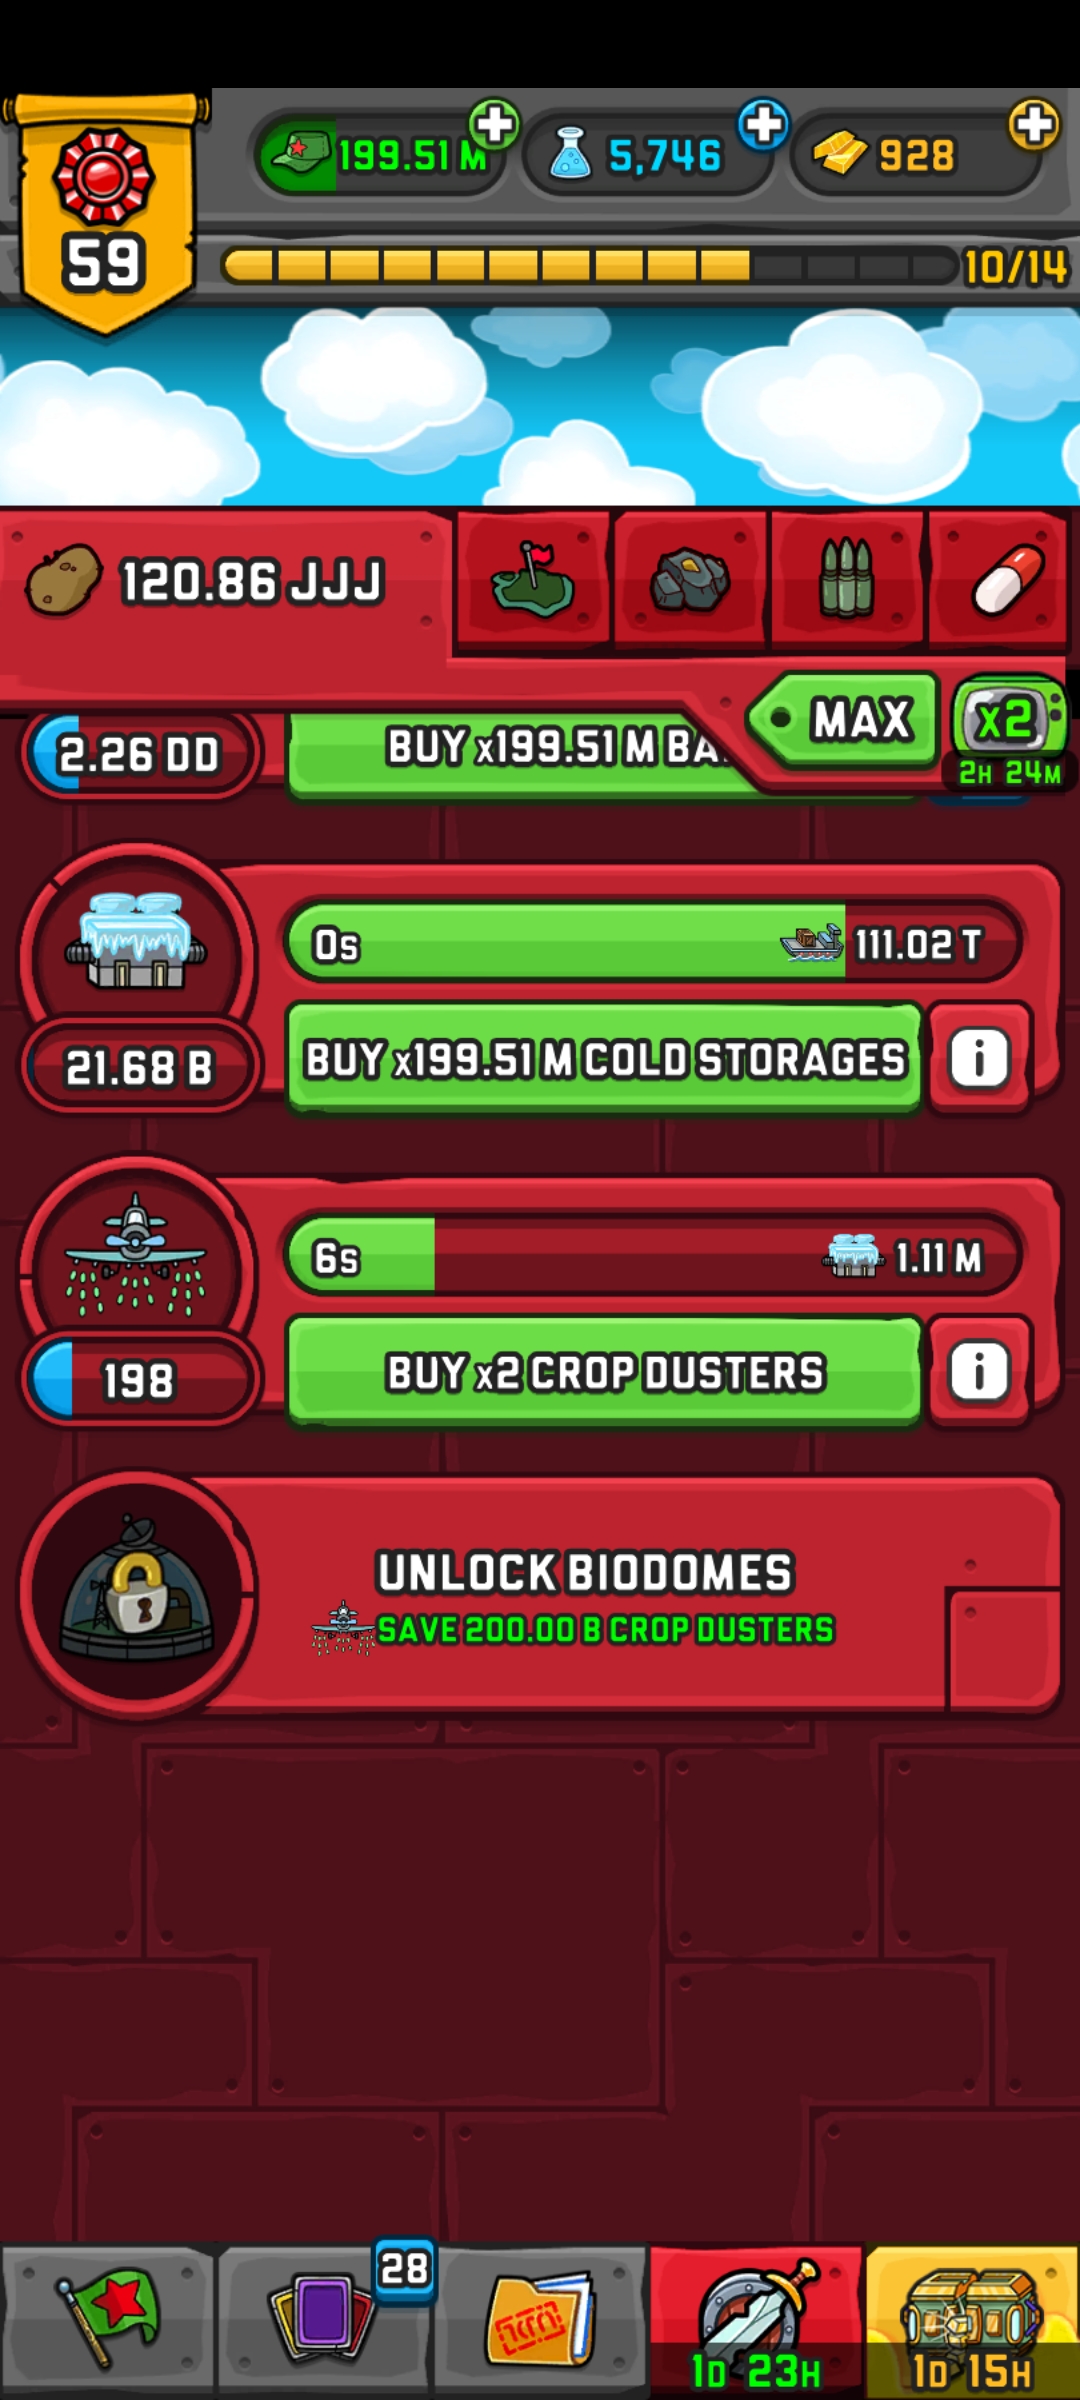 199.51 M
5,746
928
59
10/14
120.86 JJJ
MAX
x2
2H 24M
2.26 DD
BUY x199.51 M BA
0s
111.02 T
21.68 B
BUY x199.51 M COLD STORAGES
i
6s
1.11 M
198
BUY x2 CROP DUSTERS
i
UNLOCK BIODOMES
SAVE 200.00 B CROP DUSTERS
28
1D 23H
1D 15H